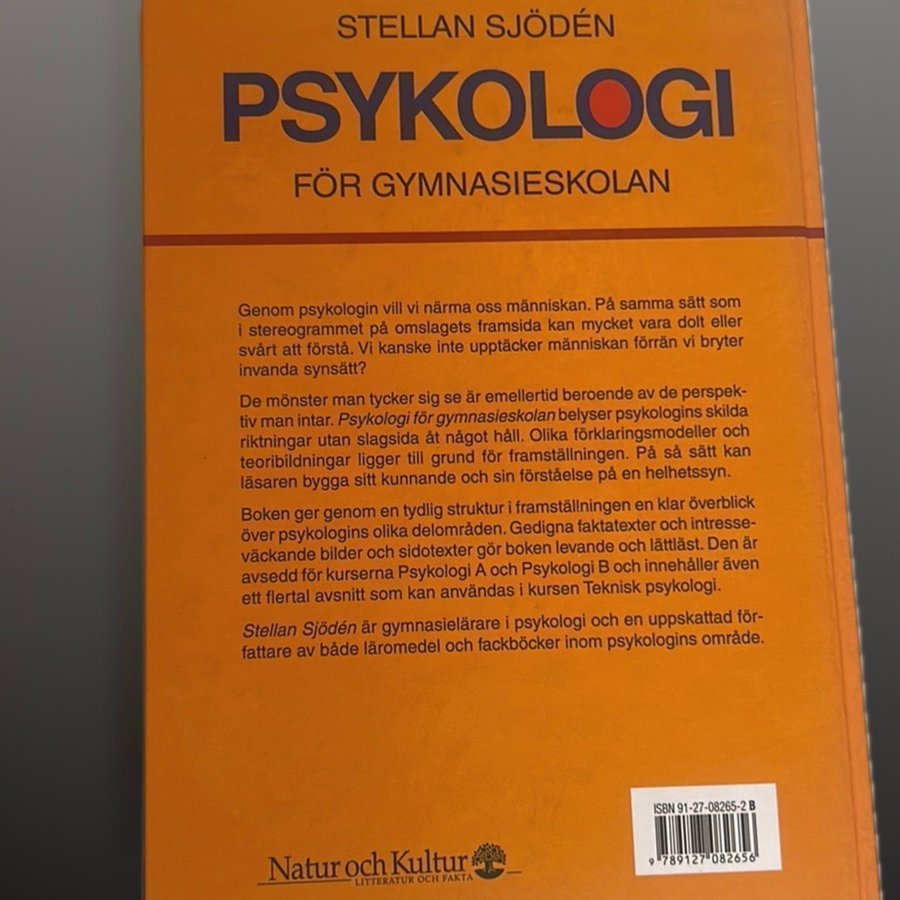 STELLAN SJÖDÉN
PSYKOLOGI
FÖR GYMNASIESKOLAN
Genom psykologin vill vi närma oss människan. På samma sätt som
i stereogrammet på omslagets framsida kan mycket vara dolt eller
svårt att förstå. Vi kanske inte upptäcker människan förrän vi bryter
invanda synsätt?
De mönster man tycker sig se är emellertid beroende av de perspek-
tiv man intar. Psykologi för gymnasieskolan belyser psykologins skilda
riktningar utan slagsida åt något håll. Olika förklaringsmodeller och
teoribildningar ligger till grund för framställningen. På så sätt kan
läsaren bygga sitt kunnande och sin förståelse på en helhetssyn.
Boken ger genom en tydlig struktur i framställningen en klar överblick
över psykologins olika delområden. Gedigna faktatexter och intresse-
väckande bilder och sidotexter gör boken levande och lättläst. Den är
avsedd för kurserna Psykologi A och Psykologi B och innehåller även
ett flertal avsnitt som kan användas i kursen Teknisk psykologi.
Stellan Sjödén är gymnasielärare i psykologi och en uppskattad för-
fattare av både läromedel och fackböcker inom psykologins område.
ISBN 91-27-08265-2 B
9 789127 082656
Natur och Kultur
LITTERATUR OCH FAKTA